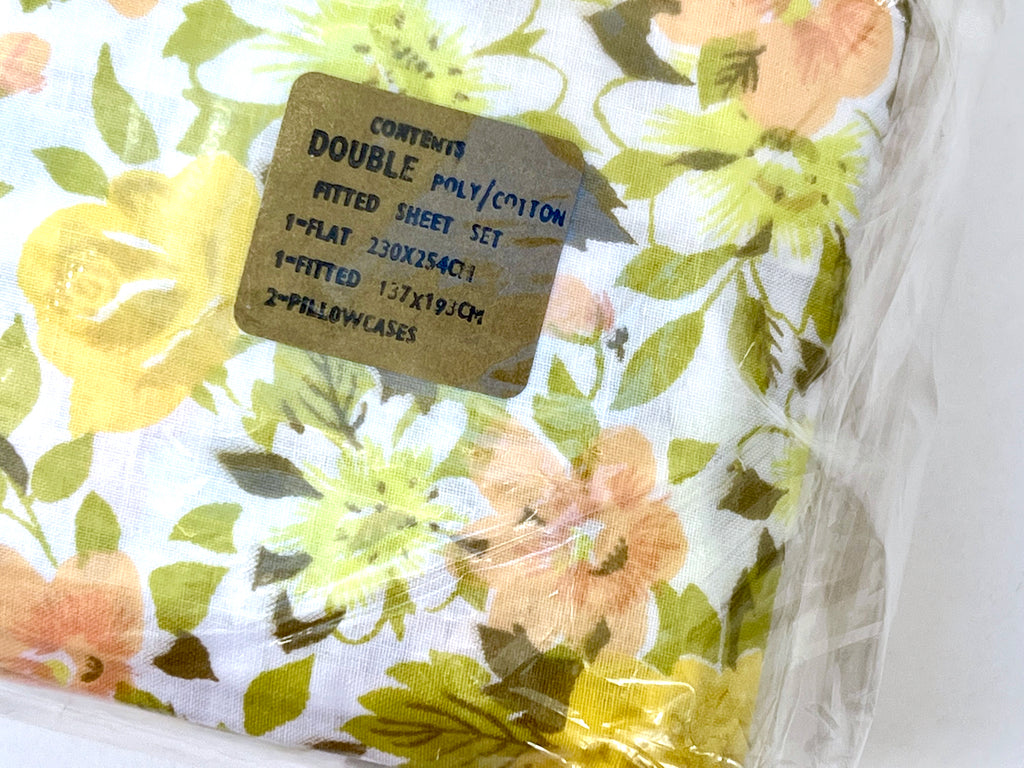 CONTENTS
DOUBLE POLY/COTTON
FITTED SHEET SET
1-FLAT 230X254CM
1-FITTED 137X193CM
2-PILLOWCASES